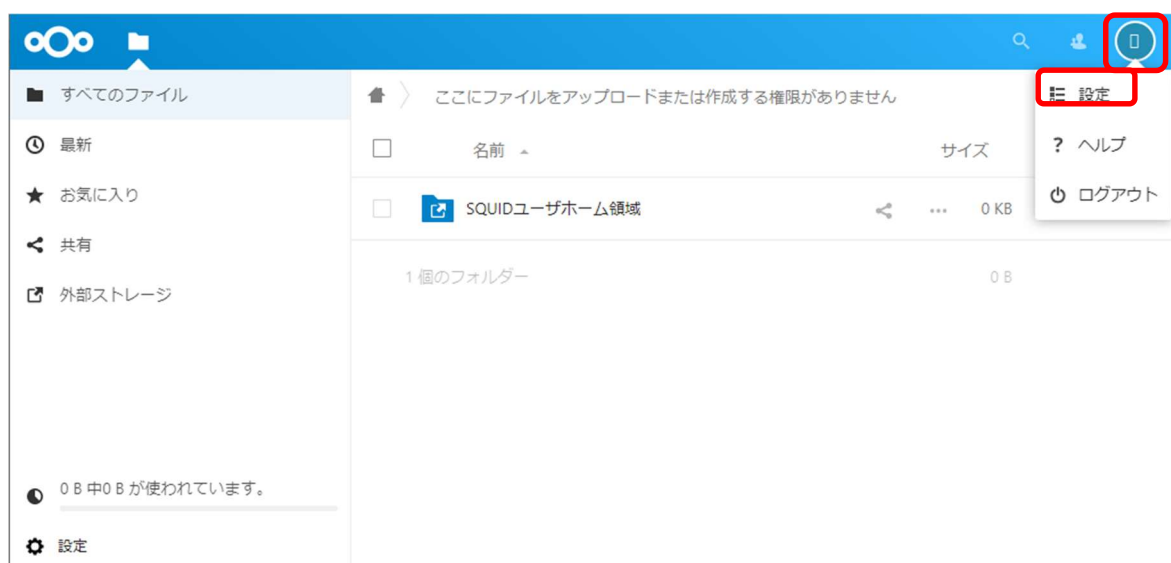 すべてのファイル
最新
お気に入り
共有
外部ストレージ
0 B 中0 B が使われています。
設定
ここにファイルをアップロードまたは作成する権限がありません
名前 サイズ
SQUIDユーザホーム領域 0 KB
1 個のフォルダー 0 B
設定
? ヘルプ
ログアウト